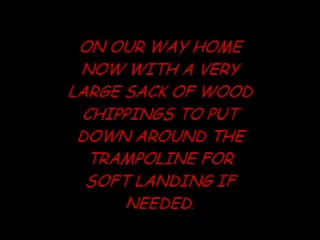 ON OUR WAY HOME
NOW WITH A VERY
LARGE SACK OF WOOD
CHIPPINGS TO PUT
DOWN AROUND THE
TRAMPOLINE FOR
SOFT LANDING IF
NEEDED.